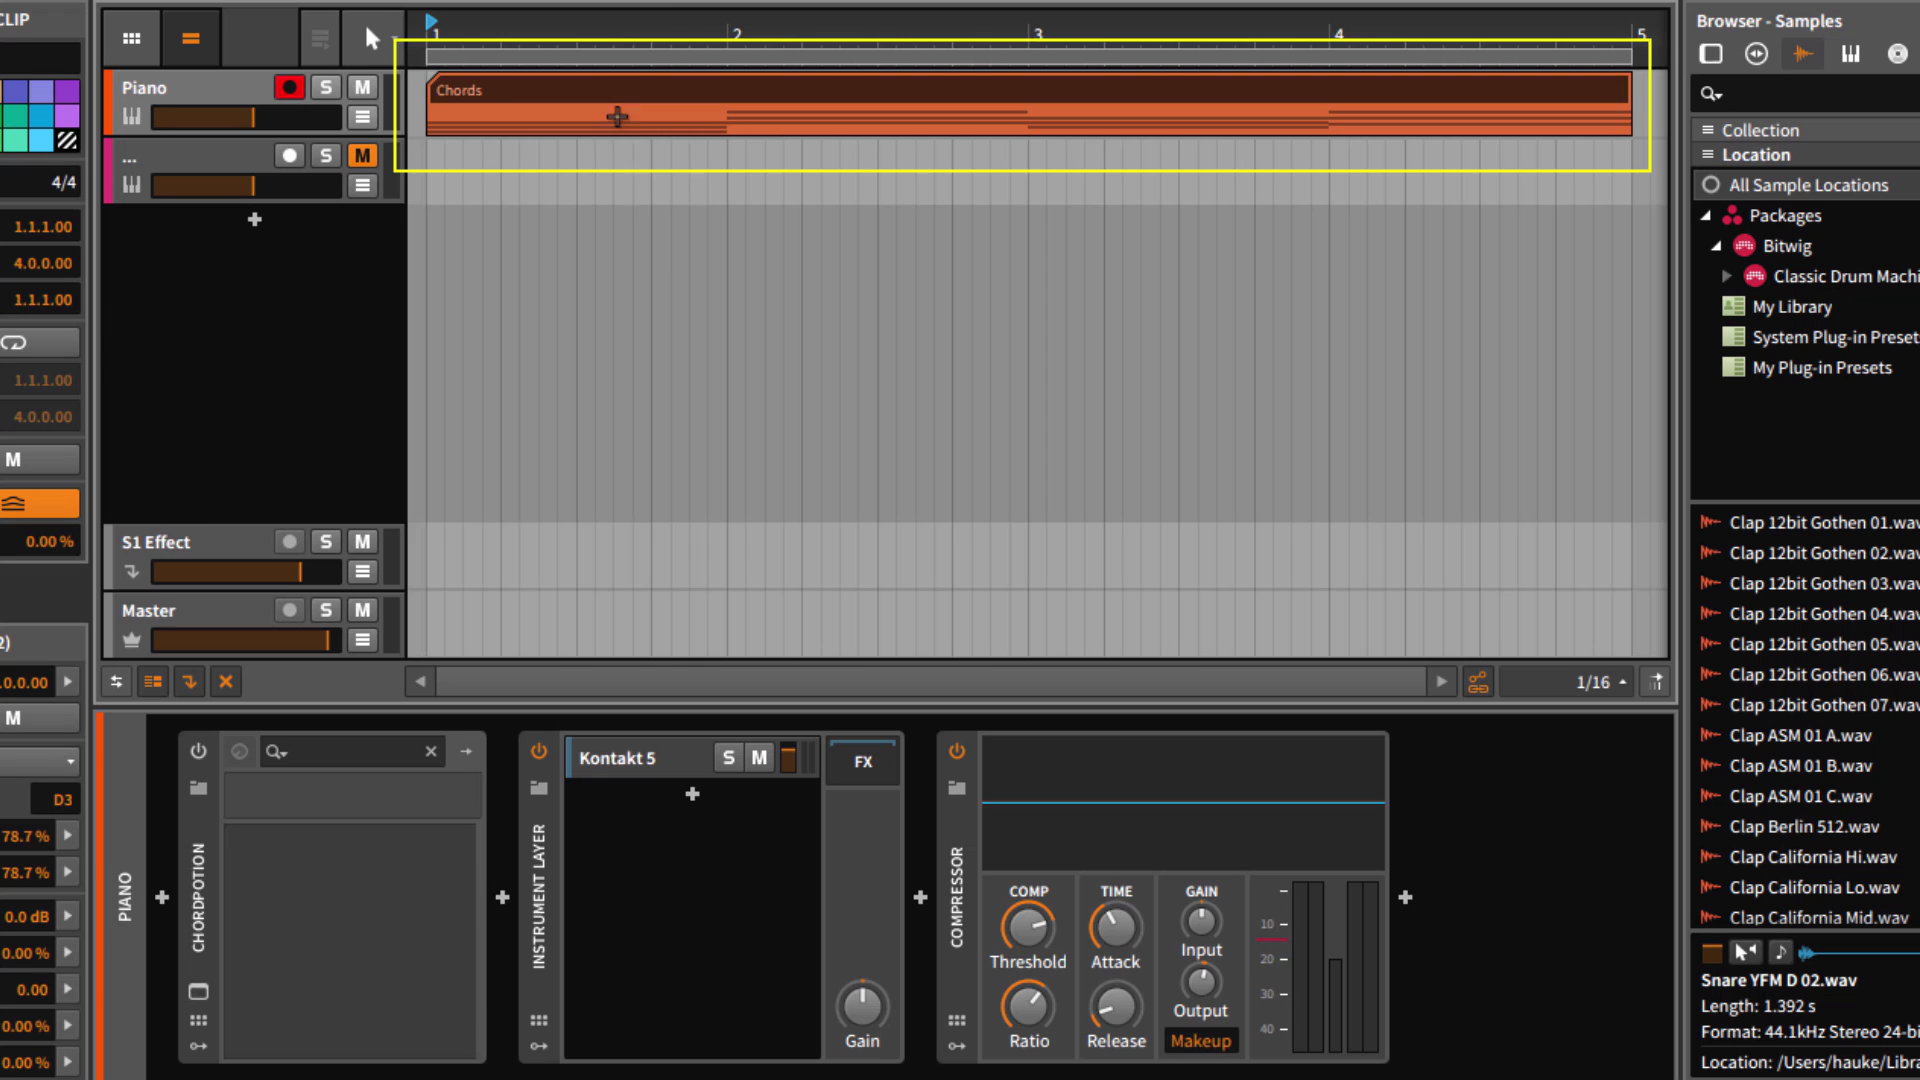 CLIP
4/4
1.1.1.00
4.0.0.00
1.1.1.00
1.1.1.00
4.0.0.00
M
0.00 %
2)
0.0.00
M
D3
78.7 %
78.7 %
0.0 dB
0.00 %
0.00
0.00 %
0.00 %
1
2
3
4
5
Piano
S
M
Chords
...
S
M
S1 Effect
S
M
Master
S
M
1/16
PIANO
CHORDPOTION
INSTRUMENT LAYER
Kontakt 5
S
M
FX
Gain
COMPRESSOR
COMP
TIME
GAIN
Threshold
Attack
Input
Ratio
Release
Output
Makeup
10
20
30
40
Browser - Samples
Collection
Location
All Sample Locations
Packages
Bitwig
Classic Drum Machi
My Library
System Plug-in Presets
My Plug-in Presets
Clap 12bit Gothen 01.wav
Clap 12bit Gothen 02.wav
Clap 12bit Gothen 03.wav
Clap 12bit Gothen 04.wav
Clap 12bit Gothen 05.wav
Clap 12bit Gothen 06.wav
Clap 12bit Gothen 07.wav
Clap ASM 01 A.wav
Clap ASM 01 B.wav
Clap ASM 01 C.wav
Clap Berlin 512.wav
Clap California Hi.wav
Clap California Lo.wav
Clap California Mid.wav
Snare YFM D 02.wav
Length: 1.392 s
Format: 44.1kHz Stereo 24-bi
Location: /Users/hauke/Libra